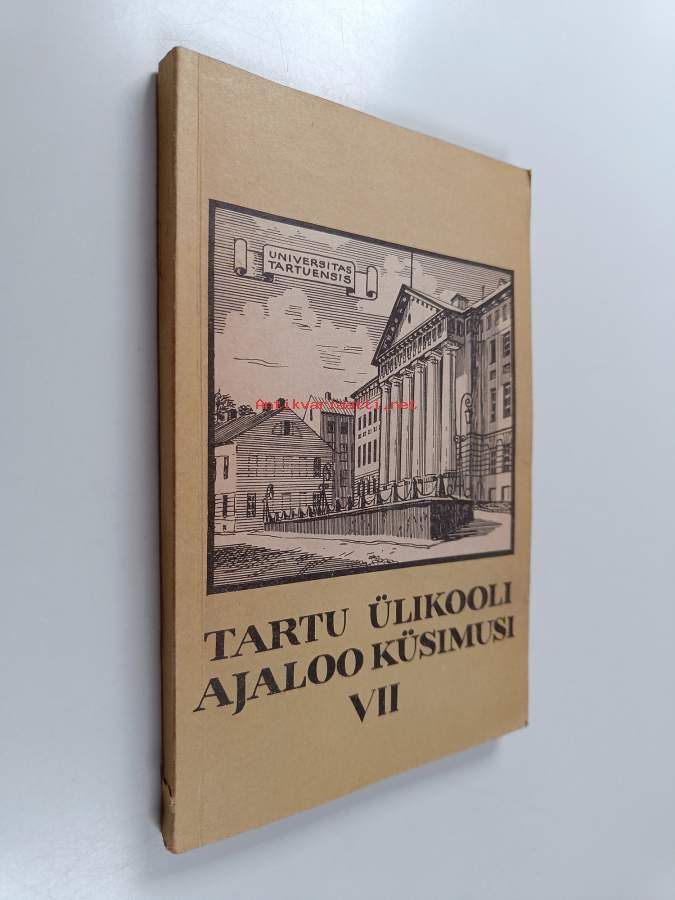 UNIVERSITAS
TARTUENSIS
Antikvariaatti.net
TARTU ÜLIKOOLI
AJALOO KÜSIMUSI
VII